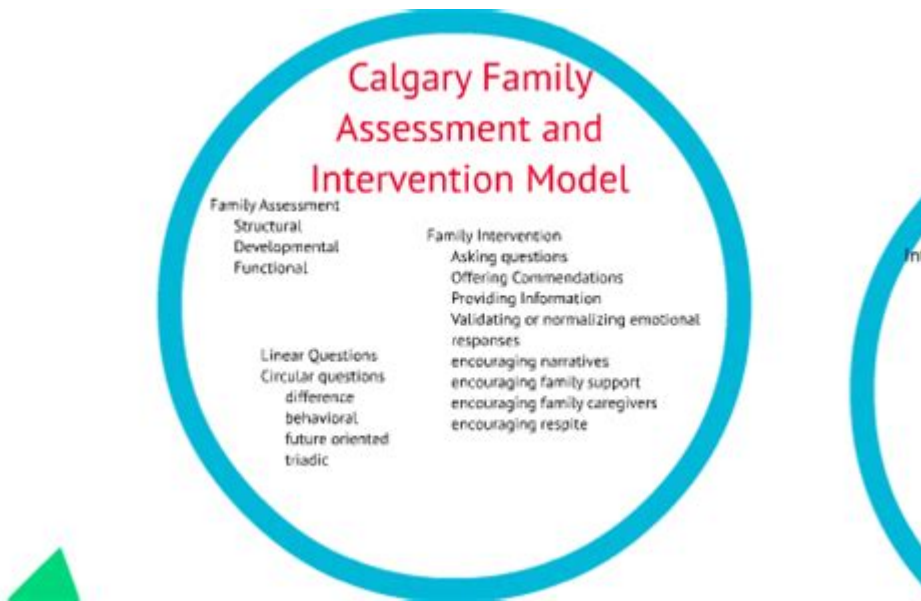 Calgary Family
Assessment and
Intervention Model
Family Assessment
Structural
Developmental
Functional
Family Intervention
Asking questions
Offering Commendations
Providing Information
Validating or normalizing emotional
responses
encouraging narratives
encouraging family support
encouraging family caregivers
encouraging respite
Linear Questions
Circular questions
difference
behavioral
future oriented
triadic